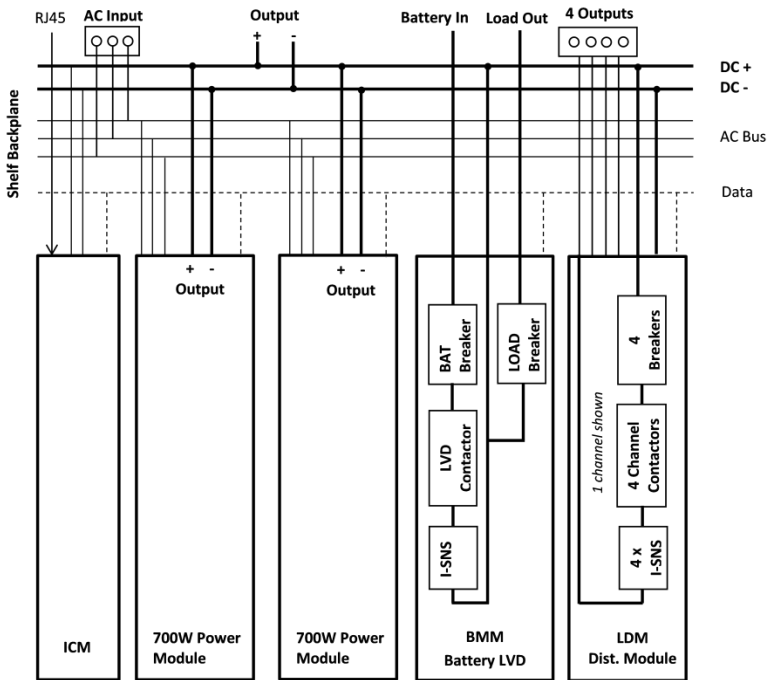 RJ45
AC Input
Output
+ -
Battery In
Load Out
4 Outputs
DC +
DC -
AC Bus
Data
Shelf Backplane
+ -
Output
+ -
Output
BAT
Breaker
LOAD
Breaker
LVD
Contactor
I-SNS
4
Breakers
4 Channel
Contactors
4 x
I-SNS
1 channel shown
ICM
700W Power
Module
700W Power
Module
BMM
Battery LVD
LDM
Dist. Module